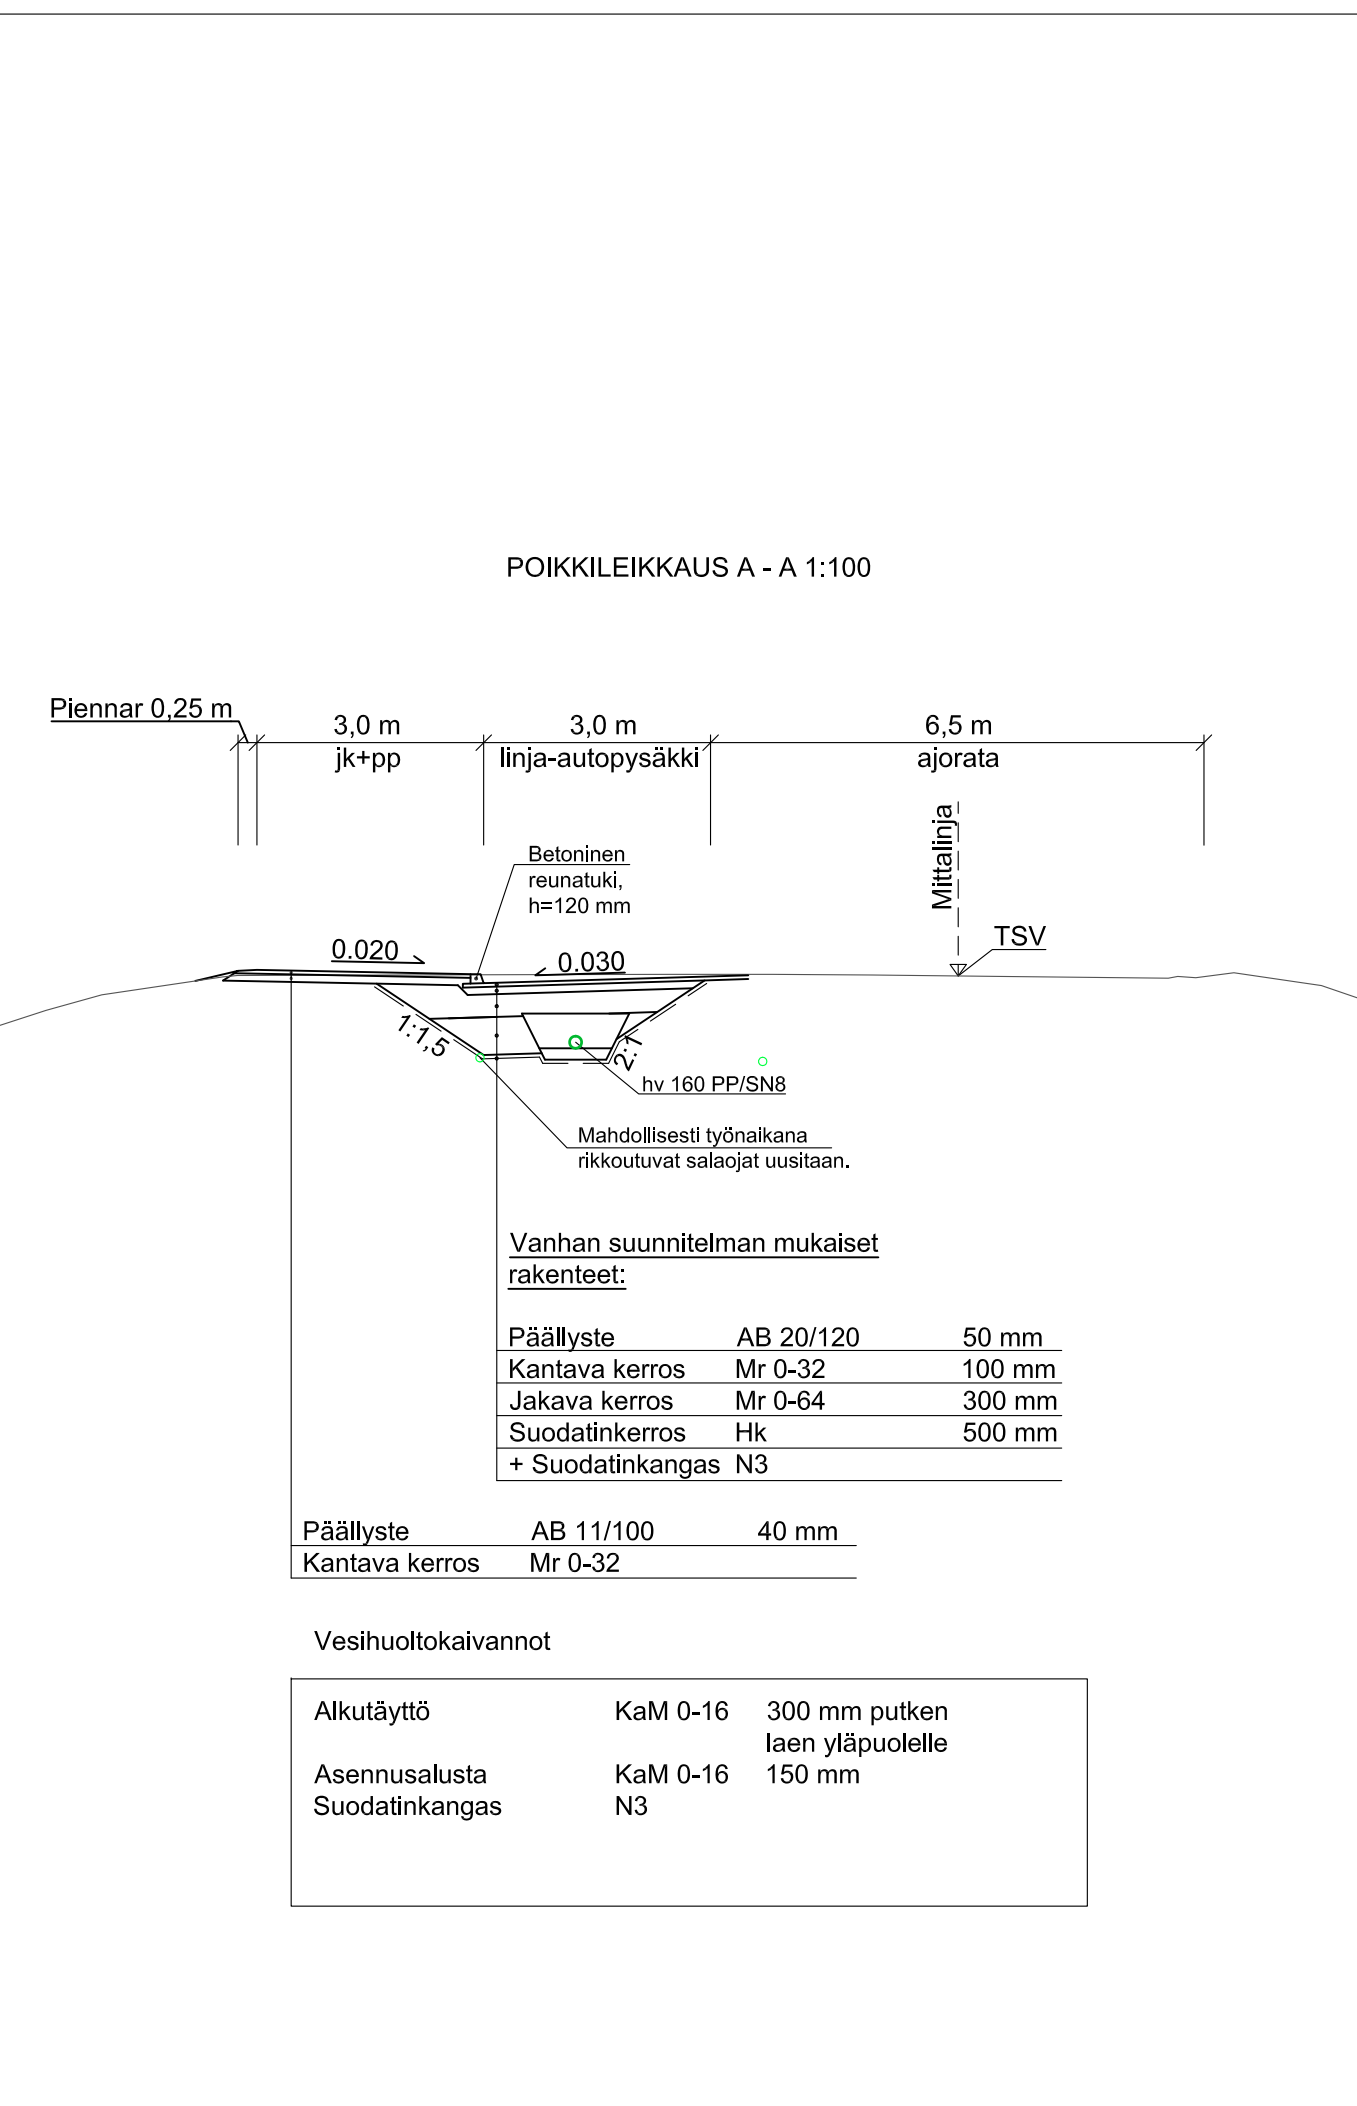 POIKKILEIKKAUS A - A 1:100
Piennar 0,25 m
3,0 m
jk+pp
3,0 m
linja-autopysäkki
6,5 m
ajorata
Mittalinja
Betoninen
reunatuki,
h=120 mm
TSV
0.020
0.030
1:1,5
2:1
hv 160 PP/SN8
Mahdollisesti työnaikana
rikkoutuvat salaojat uusitaan.
Vanhan suunnitelman mukaiset
rakenteet:
Päällyste AB 20/120 50 mm
Kantava kerros Mr 0-32 100 mm
Jakava kerros Mr 0-64 300 mm
Suodatinkerros Hk 500 mm
+ Suodatinkangas N3
Päällyste AB 11/100 40 mm
Kantava kerros Mr 0-32
Vesihuoltokaivannot
Alkutäyttö KaM 0-16 300 mm putken
laen yläpuolelle
Asennusalusta KaM 0-16 150 mm
Suodatinkangas N3